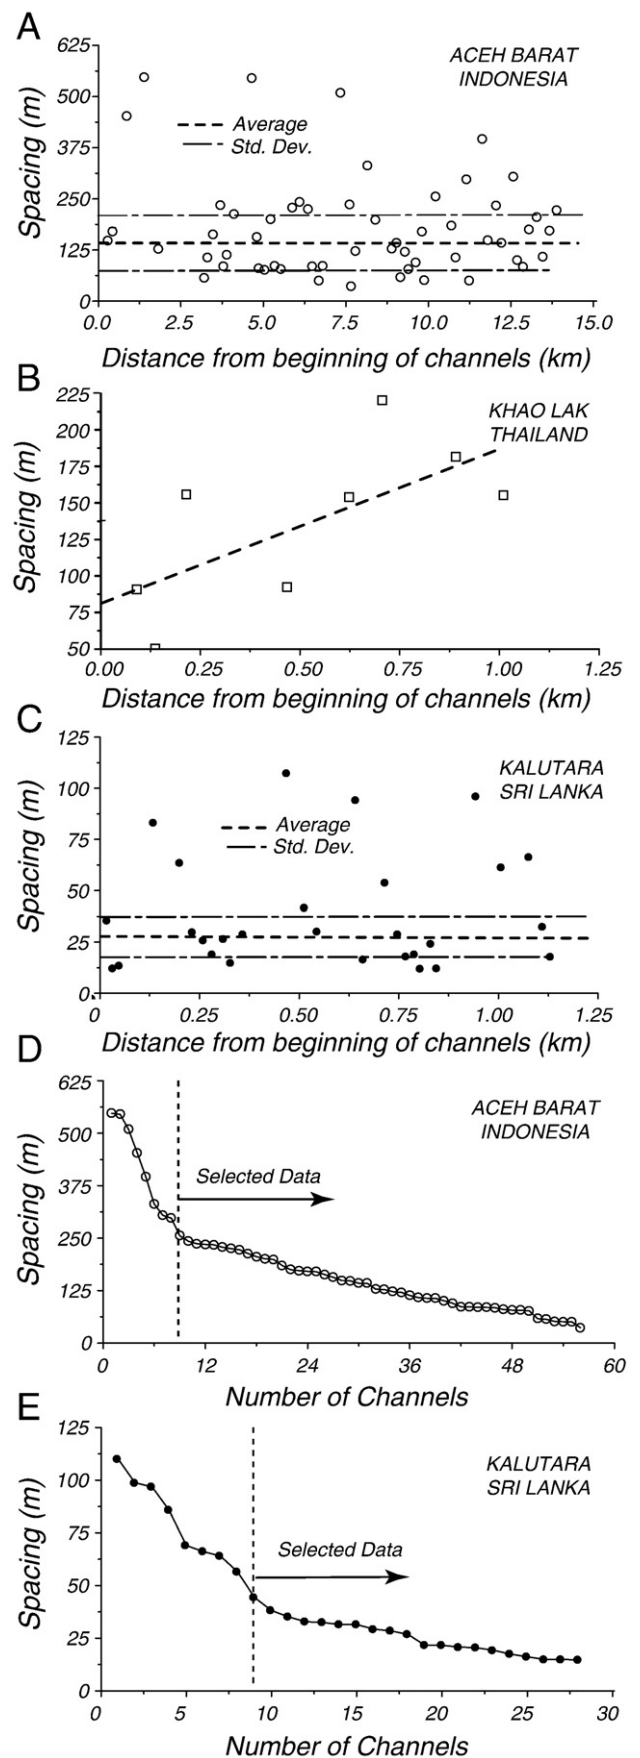 A
625
ACEH BARAT
INDONESIA
500
Average
Std. Dev.
375
250
125
0
Spacing (m)
0.0 2.5 5.0 7.5 10.0 12.5 15.0
Distance from beginning of channels (km)
B
225
KHAO LAK
THAILAND
200
175
150
125
100
75
50
Spacing (m)
0.00 0.25 0.50 0.75 1.00 1.25
Distance from beginning of channels (km)
C
125
KALUTARA
SRI LANKA
100
Average
Std. Dev.
75
50
25
0
Spacing (m)
0 0.25 0.50 0.75 1.00 1.25
Distance from beginning of channels (km)
D
625
ACEH BARAT
INDONESIA
500
Selected Data
375
250
125
0
Spacing (m)
0 12 24 36 48 60
Number of Channels
E
125
KALUTARA
SRI LANKA
100
75
Selected Data
50
25
0
Spacing (m)
0 5 10 15 20 25 30
Number of Channels